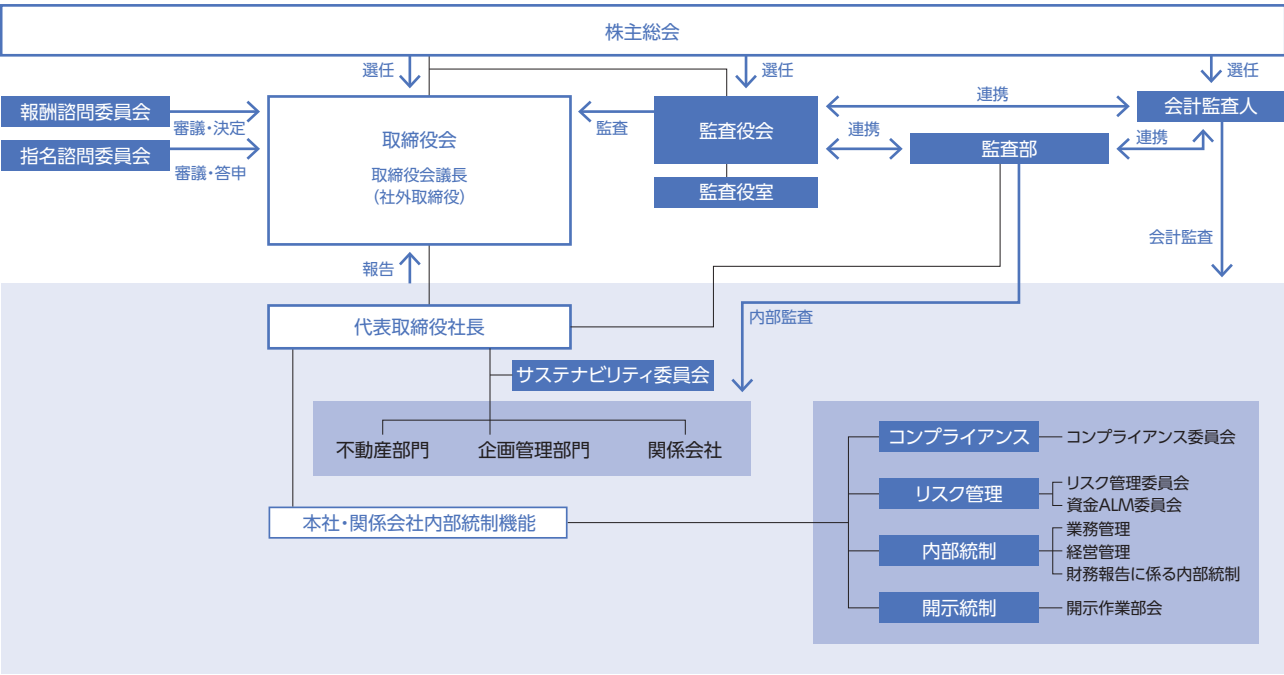 株主総会
選任
選任
選任
報酬諮問委員会
審議・決定
指名諮問委員会
審議・答申
取締役会
取締役会議長
(社外取締役)
監査
監査役会
監査役室
連携
連携
監査部
連携
会計監査人
会計監査
報告
代表取締役社長
内部監査
サステナビリティ委員会
不動産部門
企画管理部門
関係会社
本社・関係会社内部統制機能
コンプライアンス
コンプライアンス委員会
リスク管理
リスク管理委員会
資金ALM委員会
内部統制
業務管理
経営管理
財務報告に係る内部統制
開示統制
開示作業部会